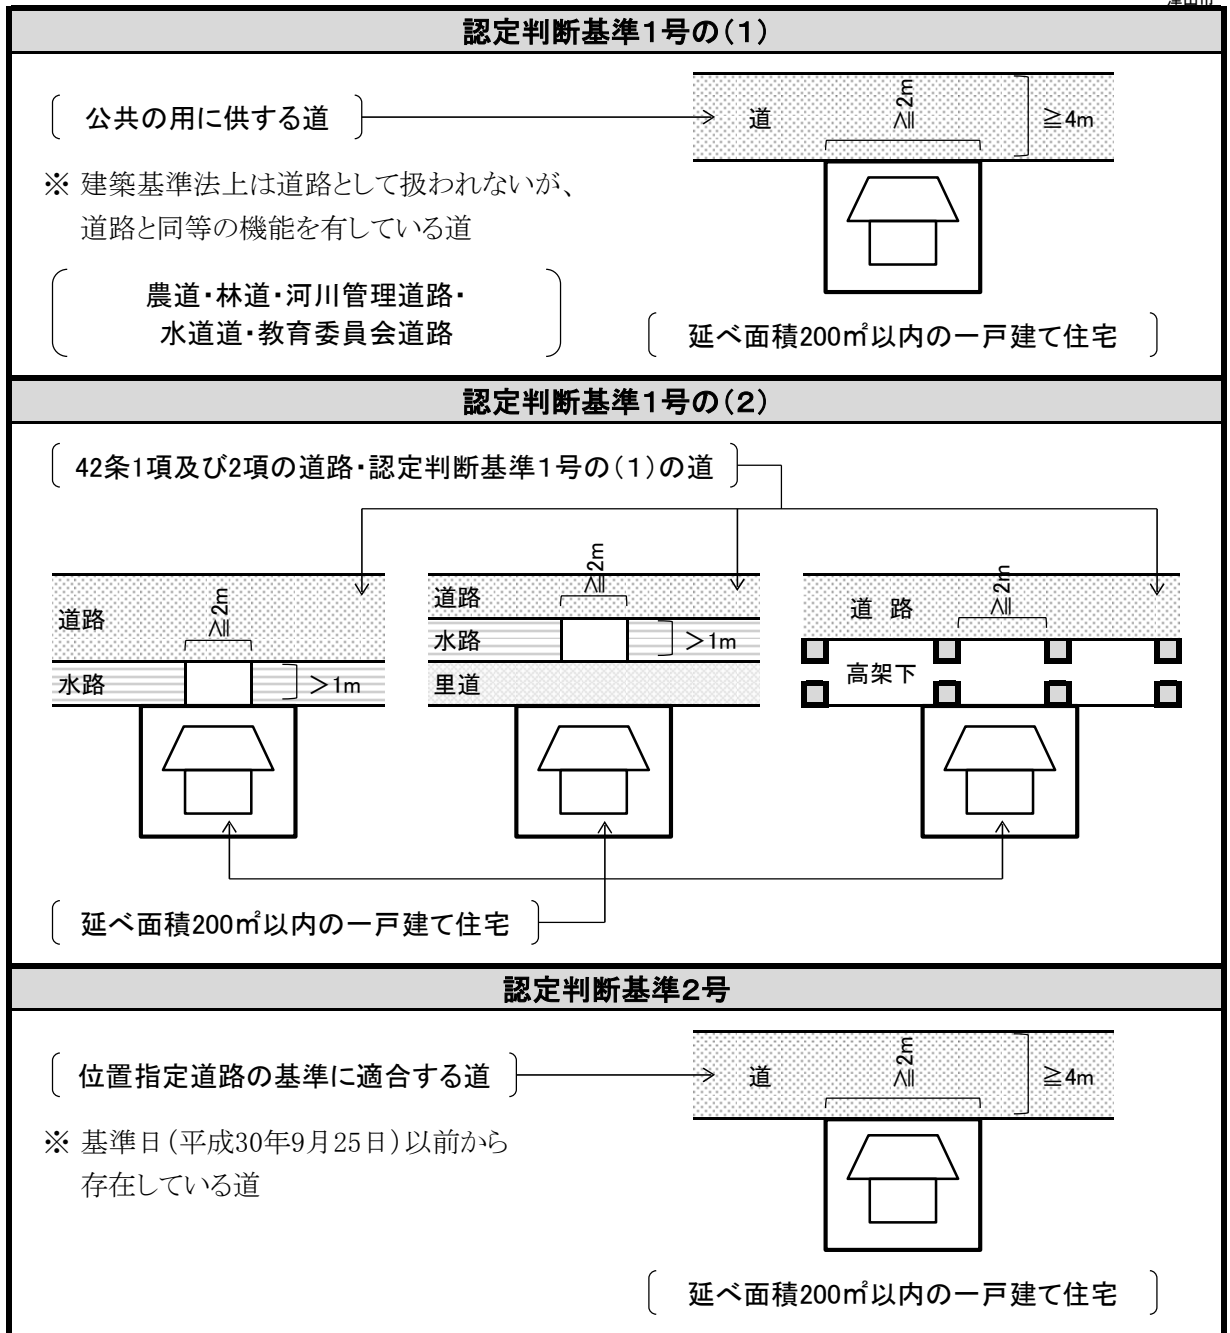 認定判断基準1号の(1)
公共の用に供する道
道
≧2m
≧4m
※ 建築基準法上は道路として扱われないが、
道路と同等の機能を有している道
農道・林道・河川管理道路・
水道道・教育委員会道路
延べ面積200㎡以内の一戸建て住宅
認定判断基準1号の(2)
42条1項及び2項の道路・認定判断基準1号の(1)の道
道路
≧2m
水路
＞1m
道路
≧2m
水路
＞1m
里道
道 路
≧2m
高架下
延べ面積200㎡以内の一戸建て住宅
認定判断基準2号
位置指定道路の基準に適合する道
道
≧2m
≧4m
※ 基準日(平成30年9月25日)以前から
存在している道
延べ面積200㎡以内の一戸建て住宅